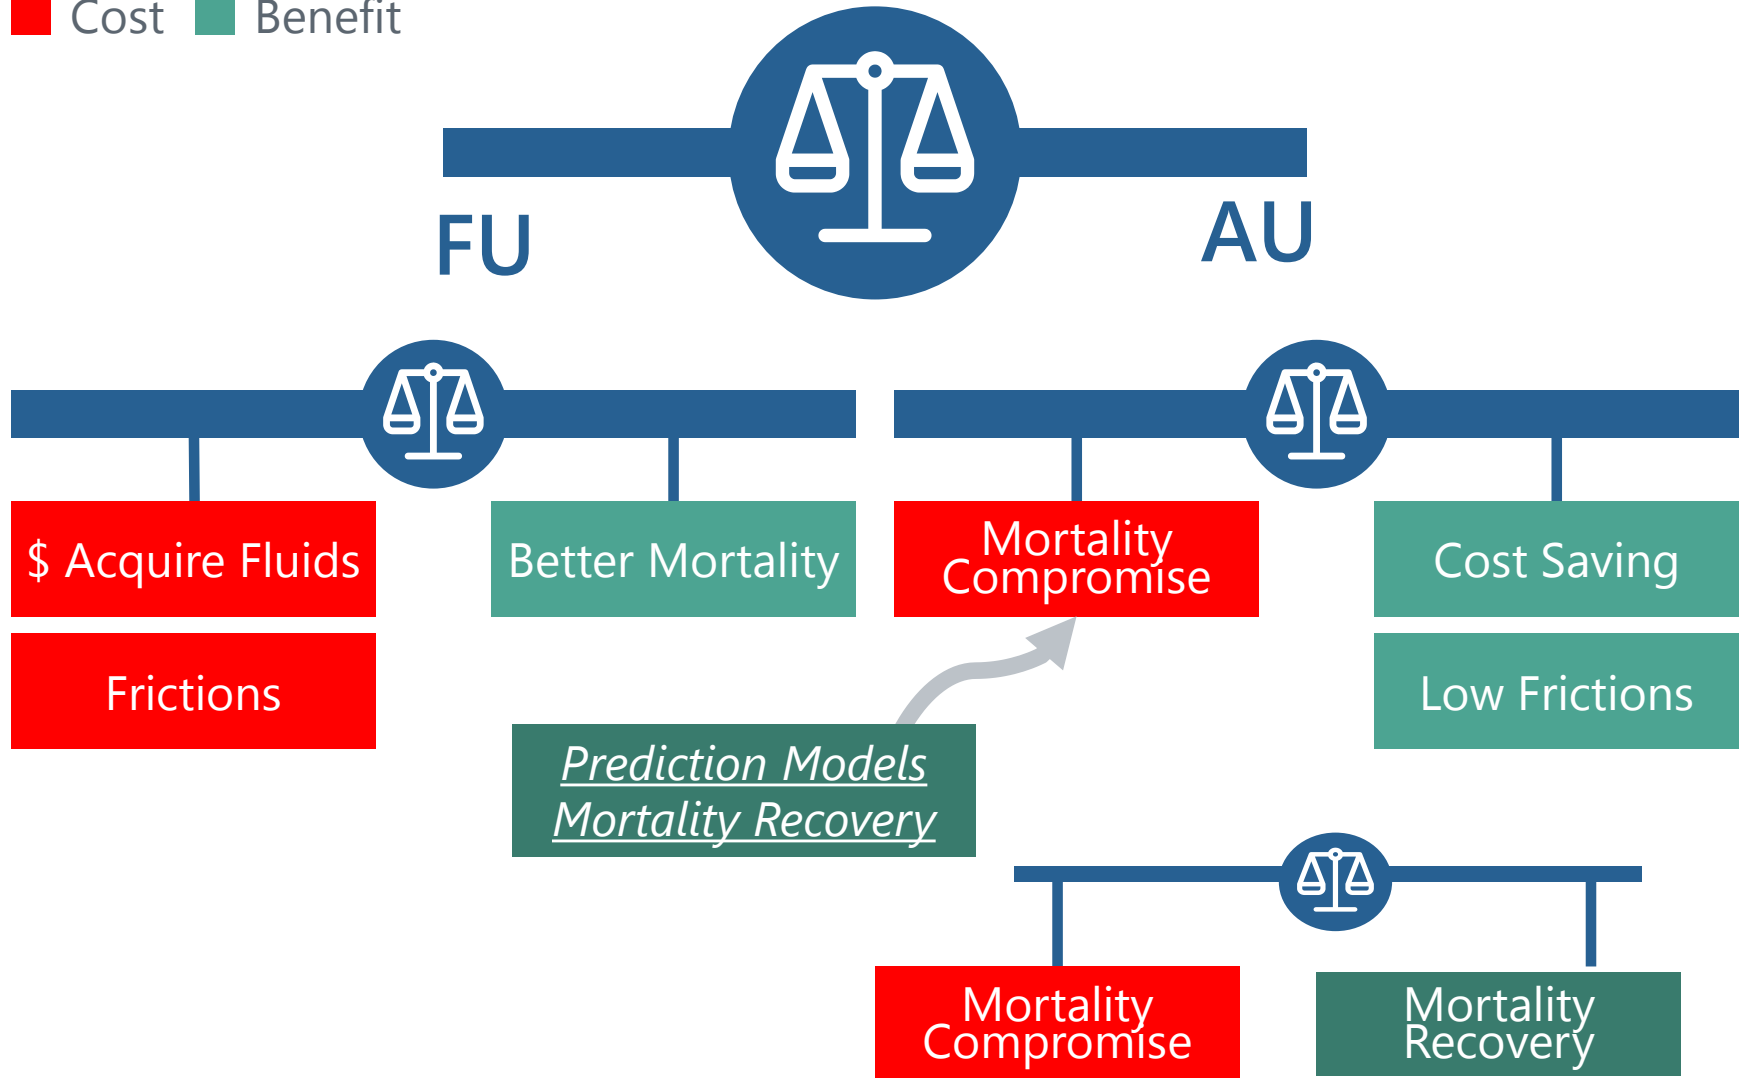 Cost Benefit
FU
AU
$ Acquire Fluids
Better Mortality
Mortality
Compromise
Cost Saving
Frictions
Low Frictions
Prediction Models
Mortality Recovery
Mortality
Compromise
Mortality
Recovery